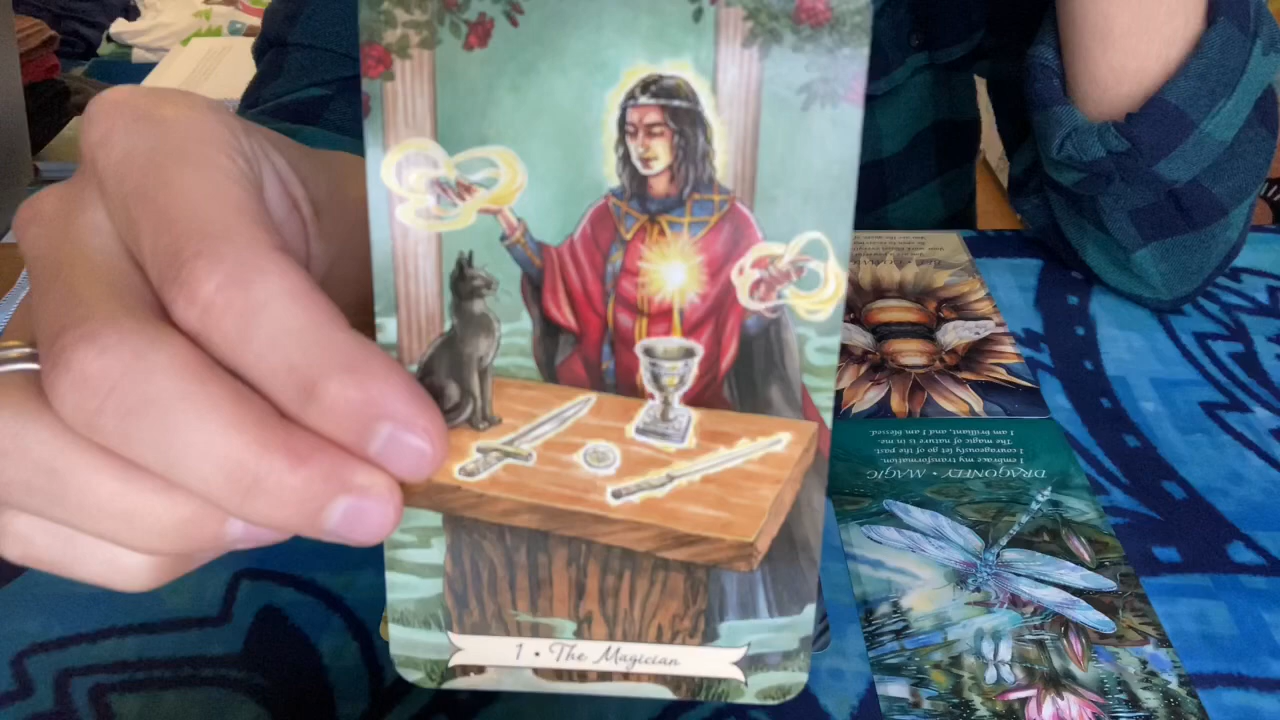 1 • The Magician
DRAGONFLY • MAGIC
I embrace my transformation.
I courageously let go of the past.
The magic of nature is in me.
I am brilliant, and I am blessed.